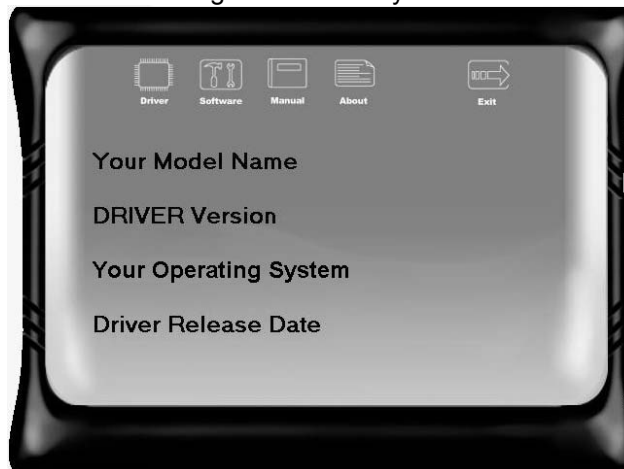 Driver Software Manual About Exit
Your Model Name
DRIVER Version
Your Operating System
Driver Release Date